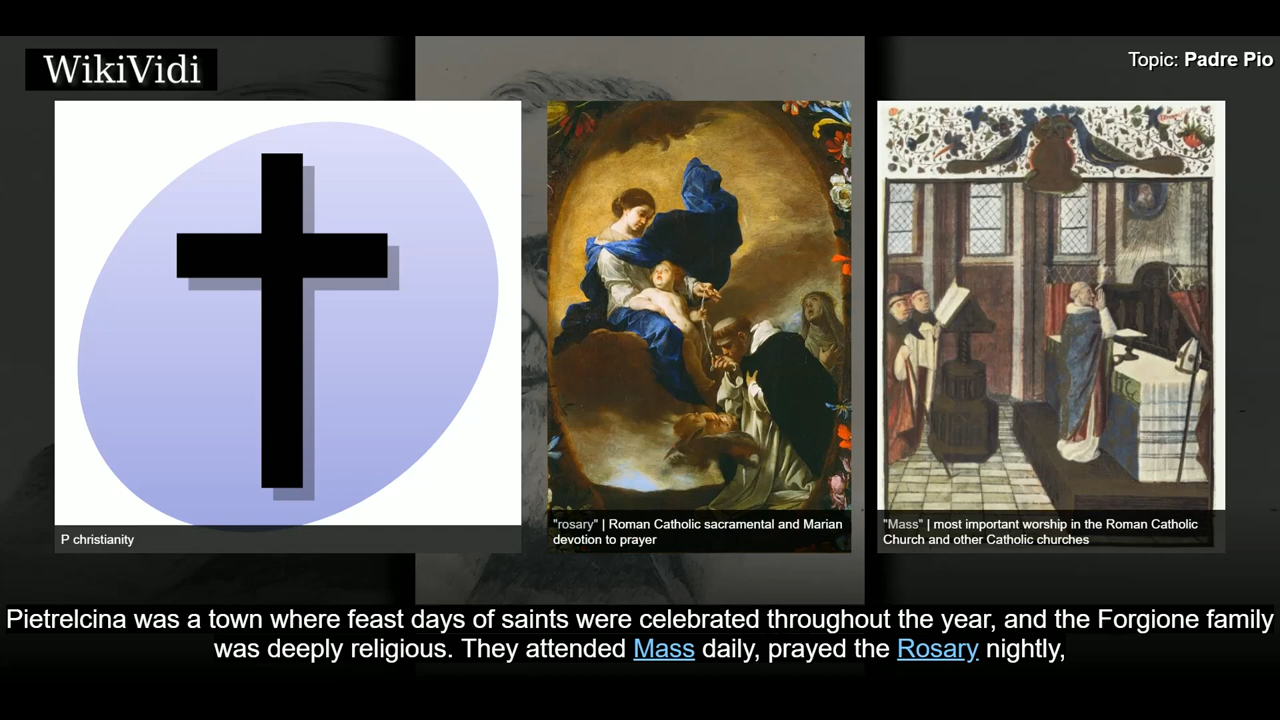 WikiVidi
Topic: Padre Pio
P christianity
"rosary" | Roman Catholic sacramental and Marian
devotion to prayer
"Mass" | most important worship in the Roman Catholic
Church and other Catholic churches
Pietrelcina was a town where feast days of saints were celebrated throughout the year, and the Forgione family
was deeply religious. They attended Mass daily, prayed the Rosary nightly,